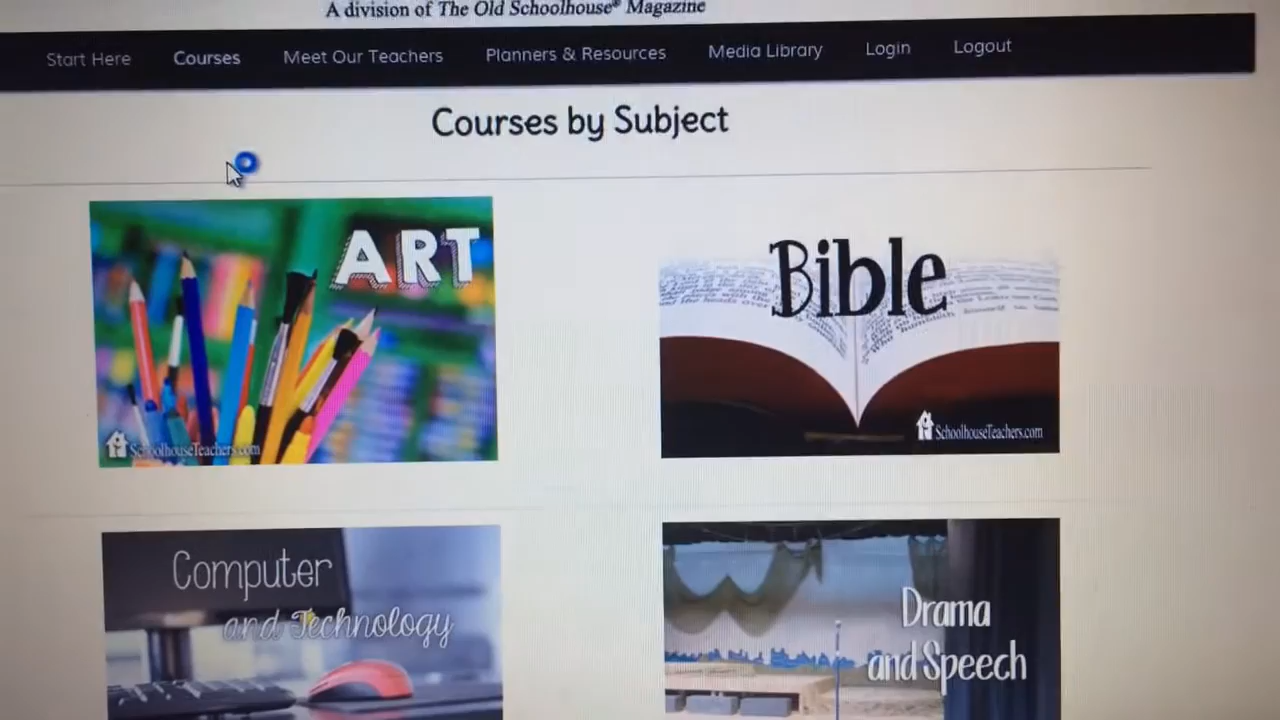 A division of The Old Schoolhouse® Magazine
Start Here Courses Meet Our Teachers Planners & Resources Media Library Login Logout
Courses by Subject
ART
SchoolhouseTeachers.com
Bible
SchoolhouseTeachers.com
Computer
and Technology
Drama
and Speech